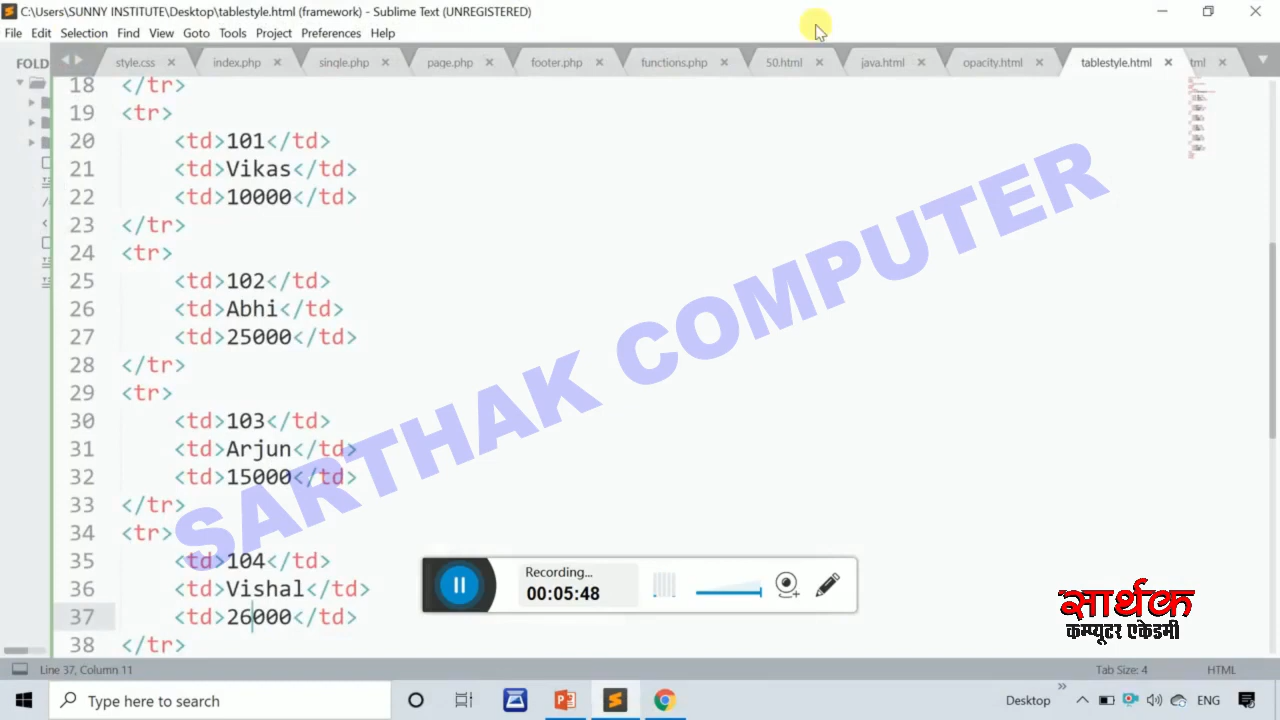 C:\Users\SUNNY INSTITUTE\Desktop\tablestyle.html (framework) - Sublime Text (UNREGISTERED)
File Edit Selection Find View Goto Tools Project Preferences Help
FOLD style.css index.php single.php page.php footer.php functions.php 50.html java.html opacity.html tablestyle.html tml
18 </tr>
19 <tr>
20 <td>101</td>
21 <td>Vikas</td>
22 <td>10000</td>
23 </tr>
24 <tr>
25 <td>102</td>
26 <td>Abhi</td>
27 <td>25000</td>
28 </tr>
29 <tr>
30 <td>103</td>
31 <td>Arjun</td>
32 <td>15000</td>
33 </tr>
34 <tr>
35 <td>104</td>
36 <td>Vishal</td>
37 <td>26000</td>
38 </tr>
SARTHAK COMPUTER
Recording...
00:05:48
सार्थक
कम्प्यूटर एकेडमी
Line 37, Column 11 Tab Size: 4 HTML
Type here to search Desktop ENG